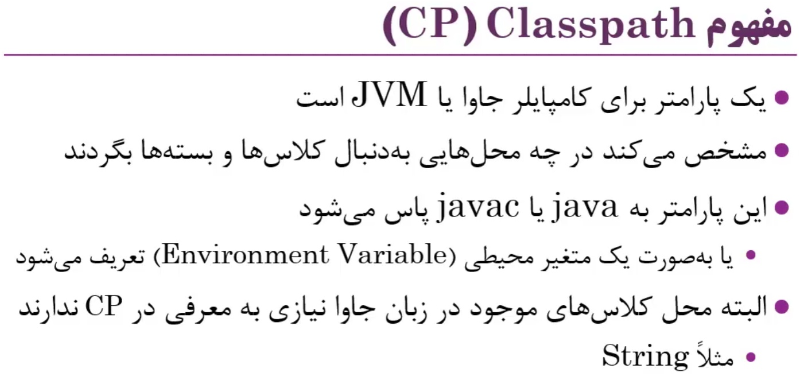 مفهوم Classpath (CP)
یک پارامتر برای کامپایلر جاوا یا JVM است
مشخص می‌کند در چه محل‌هایی به‌دنبال کلاس‌ها و بسته‌ها بگردند
این پارامتر به java یا javac پاس می‌شود
یا به‌صورت یک متغیر محیطی (Environment Variable) تعریف می‌شود
البته محل کلاس‌های موجود در زبان جاوا نیازی به معرفی در CP ندارند
مثلاً String